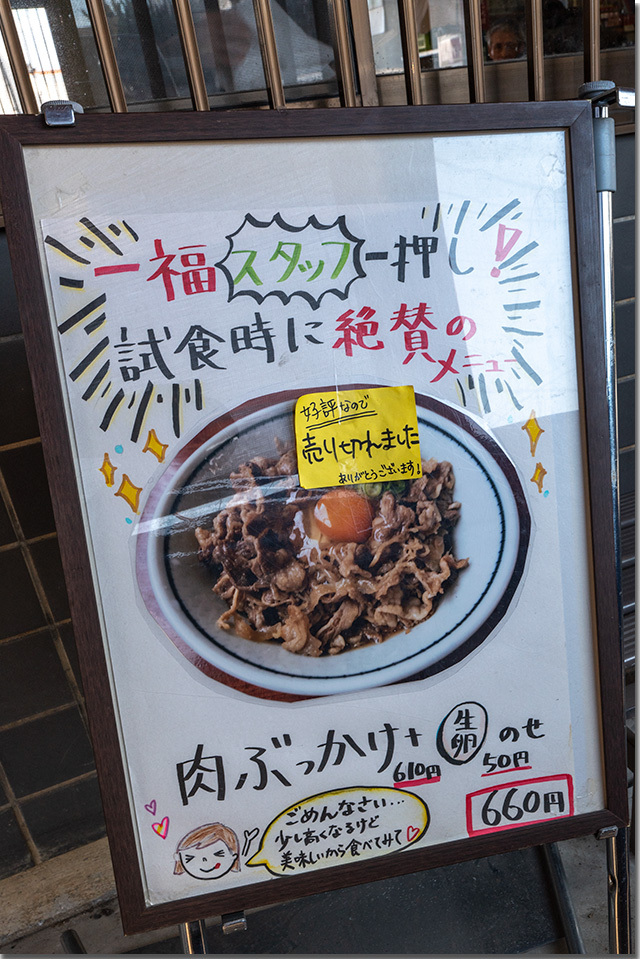 一福スタッフ一押し!
試食時に絶賛の
メニュー
好評なので
売り切れました
ありがとうございます!
肉ぶっかけ+生卵のせ
610円 50円
660円
ごめんなさい...
少し高くなるけど
美味しいから食べてみて♡